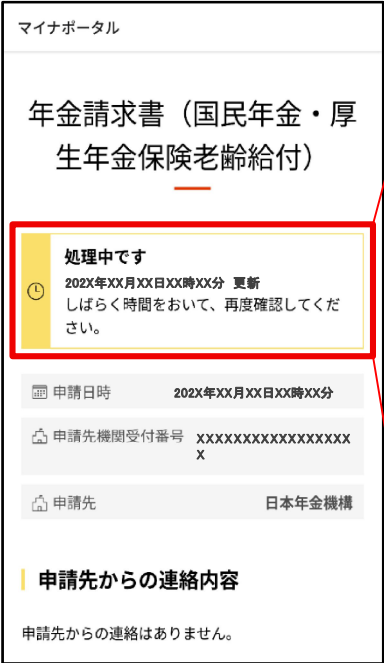 マイナポータル
年金請求書（国民年金・厚
生年金保険老齢給付）
処理中です
202X年XX月XX日XX時XX分 更新
しばらく時間をおいて、再度確認してくだ
さい。
申請日時 202X年XX月XX日XX時XX分
申請先機関受付番号 XXXXXXXXXXXXXXXXXX
X
申請先 日本年金機構
申請先からの連絡内容
申請先からの連絡はありません。